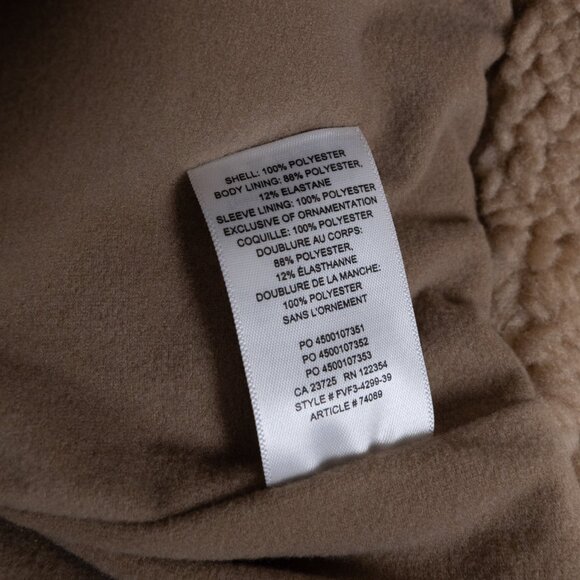 SHELL: 100% POLYESTER
BODY LINING: 88% POLYESTER,
12% ELASTANE
SLEEVE LINING: 100% POLYESTER
EXCLUSIVE OF ORNAMENTATION
COQUILLE: 100% POLYESTER
DOUBLURE AU CORPS:
88% POLYESTER,
12% ÉLASTHANNE
DOUBLURE DE LA MANCHE:
100% POLYESTER
SANS L'ORNEMENT
PO 4500107351
PO 4500107352
PO 4500107353
CA 23725 RN 122354
STYLE # FVF3-4299-39
ARTICLE # 74089